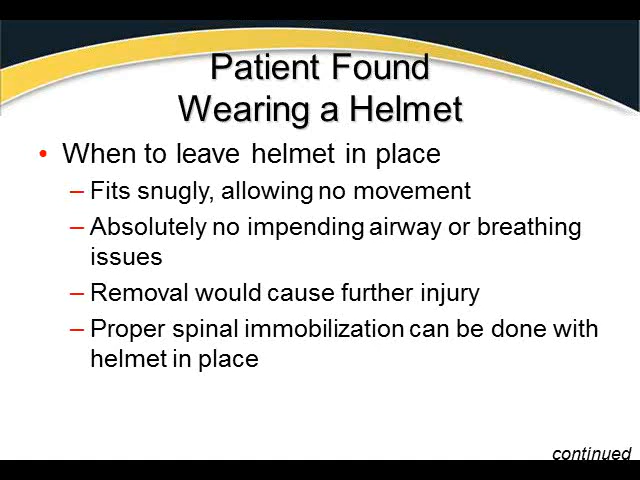 Patient Found
Wearing a Helmet
• When to leave helmet in place
– Fits snugly, allowing no movement
– Absolutely no impending airway or breathing
issues
– Removal would cause further injury
– Proper spinal immobilization can be done with
helmet in place
continued